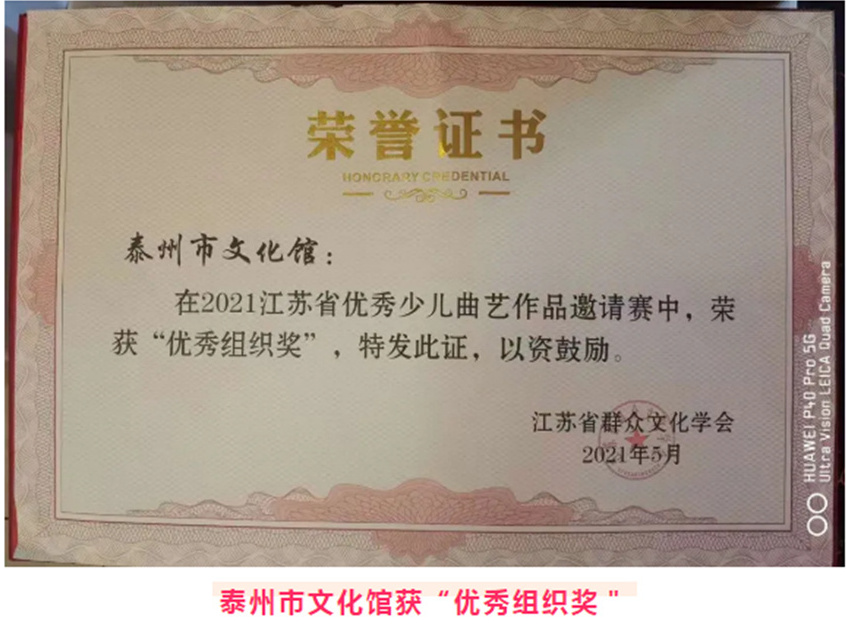 荣誉证书
HONORARY CREDENTIAL
泰州市文化馆：
在2021江苏省优秀少儿曲艺作品邀请赛中，荣
获“优秀组织奖”，特发此证，以资鼓励。
江苏省群众文化学会
2021年5月
HUAWEI P40 Pro 5G
Ultra Vision LEICA Quad Camera
泰州市文化馆获“优秀组织奖"